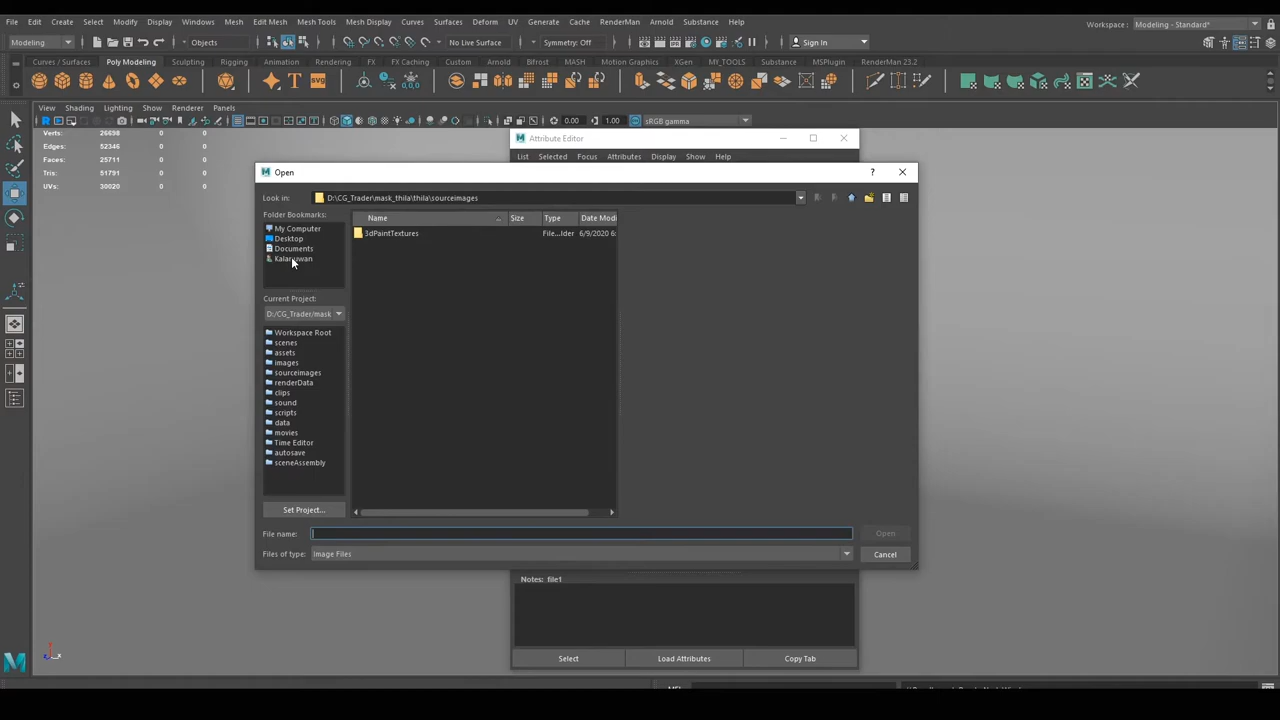 File Edit Create Select Modify Display Windows Mesh Edit Mesh Mesh Tools Mesh Display Curves Surfaces Deform UV Generate Cache RenderMan Arnold Substance Help
Workspace : Modeling - Standard*
Modeling Objects No Live Surface Symmetry: Off Sign In
Curves / Surfaces Poly Modeling Sculpting Rigging Animation Rendering FX FX Caching Custom Arnold Bifrost MASH Motion Graphics XGen MY_TOOLS Substance MSPlugin RenderMan 23.2
View Shading Lighting Show Renderer Panels
0.00 1.00 sRGB gamma
Verts: 26698 0 0
Edges: 52346 0 0
Faces: 25711 0 0
Tris: 51791 0 0
UVs: 30020 0 0
Attribute Editor
List Selected Focus Attributes Display Show Help
Open
Look in: D:\CG_Trader\mask_thila\thila\sourceimages
Folder Bookmarks:
My Computer
Desktop
Documents
Name Size Type Date Modi
3dPaintTextures File...lder 6/9/2020 6:
Current Project:
D:/CG_Trader/mask
Workspace Root
scenes
assets
images
sourceimages
renderData
clips
sound
scripts
data
movies
Time Editor
autosave
sceneAssembly
Set Project...
File name: Open
Files of type: Image Files Cancel
Notes: file1
Select Load Attributes Copy Tab